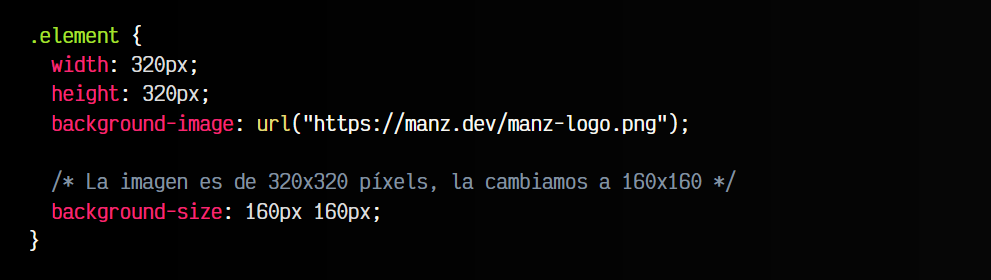 .element {
  width: 320px;
  height: 320px;
  background-image: url("https://manz.dev/manz-logo.png");

  /* La imagen es de 320x320 píxels, la cambiamos a 160x160 */
  background-size: 160px 160px;
}